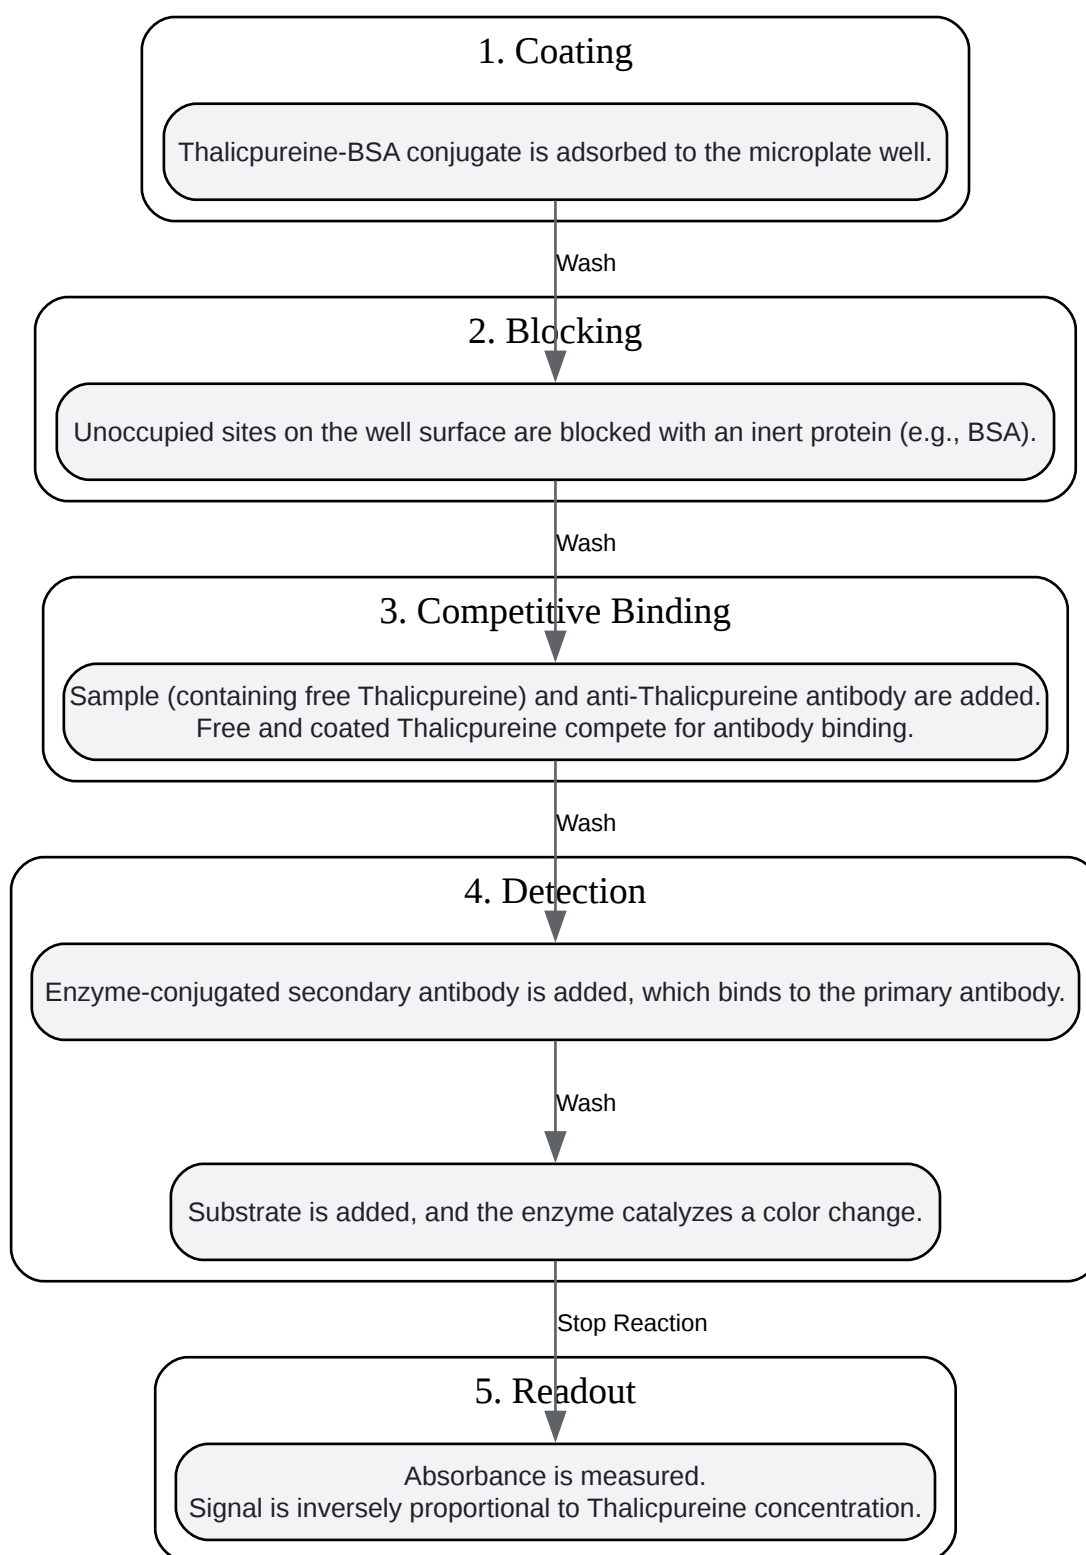 1. Coating
Thalicpureine-BSA conjugate is adsorbed to the microplate well.
Wash
2. Blocking
Unoccupied sites on the well surface are blocked with an inert protein (e.g., BSA).
Wash
3. Competitive Binding
Sample (containing free Thalicpureine) and anti-Thalicpureine antibody are added.
Free and coated Thalicpureine compete for antibody binding.
Wash
4. Detection
Enzyme-conjugated secondary antibody is added, which binds to the primary antibody.
Wash
Substrate is added, and the enzyme catalyzes a color change.
Stop Reaction
5. Readout
Absorbance is measured.
Signal is inversely proportional to Thalicpureine concentration.